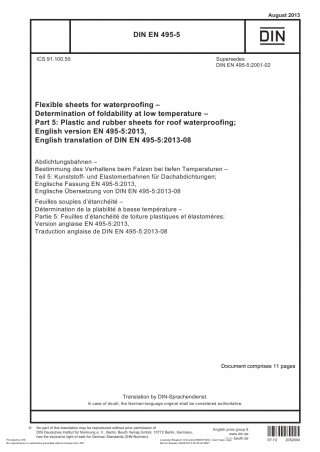 August 2013
DIN EN 495-5
DIN
ICS 91.100.50
Supersedes
DIN EN 495-5:2001-02
Flexible sheets for waterproofing –
Determination of foldability at low temperature –
Part 5: Plastic and rubber sheets for roof waterproofing;
English version EN 495-5:2013,
English translation of DIN EN 495-5:2013-08
Abdichtungsbahnen –
Bestimmung des Verhaltens beim Falzen bei tiefen Temperaturen –
Teil 5: Kunststoff- und Elastomerbahnen für Dachabdichtungen;
Englische Fassung EN 495-5:2013,
Englische Übersetzung von DIN EN 495-5:2013-08
Feuilles souples d'étanchéité –
Détermination de la pliabilité à basse température –
Partie 5: Feuilles d'étanchéité de toiture plastiques et élastomères;
Version anglaise EN 495-5:2013,
Traduction anglaise de DIN EN 495-5:2013-08
Document comprises 11 pages
Translation by DIN-Sprachendienst.
In case of doubt, the German-language original shall be considered authoritative.
© No part of this translation may be reproduced without prior permission of
DIN Deutsches Institut für Normung e. V., Berlin. Beuth Verlag GmbH, 10772 Berlin, Germany,
has the exclusive right of sale for German Standards (DIN-Normen).
English price group 9
www.din.de
beuth.de
07.13